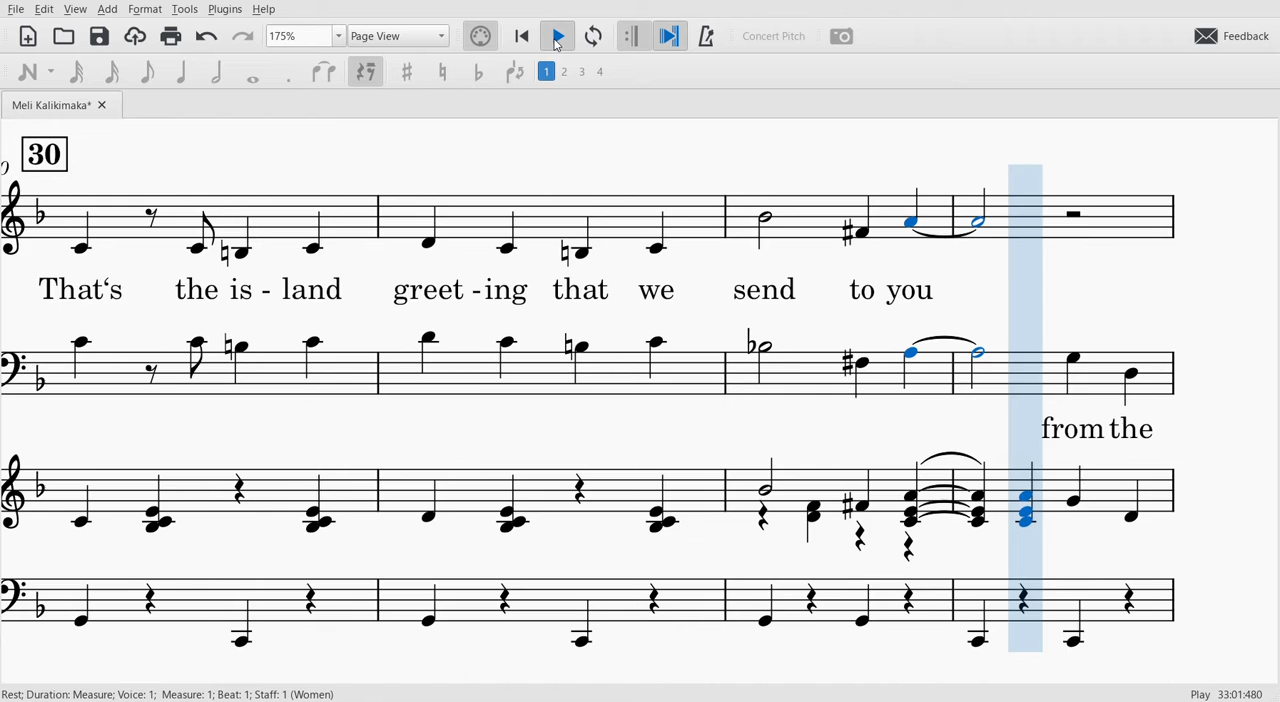 File Edit View Add Format Tools Plugins Help
175% Page View Concert Pitch Feedback
1 2 3 4
Meli Kalikimaka*
30
That‘s the is - land greet - ing that we send to you
from the
Rest; Duration: Measure; Voice: 1; Measure: 1; Beat: 1; Staff: 1 (Women) Play 33:01:480